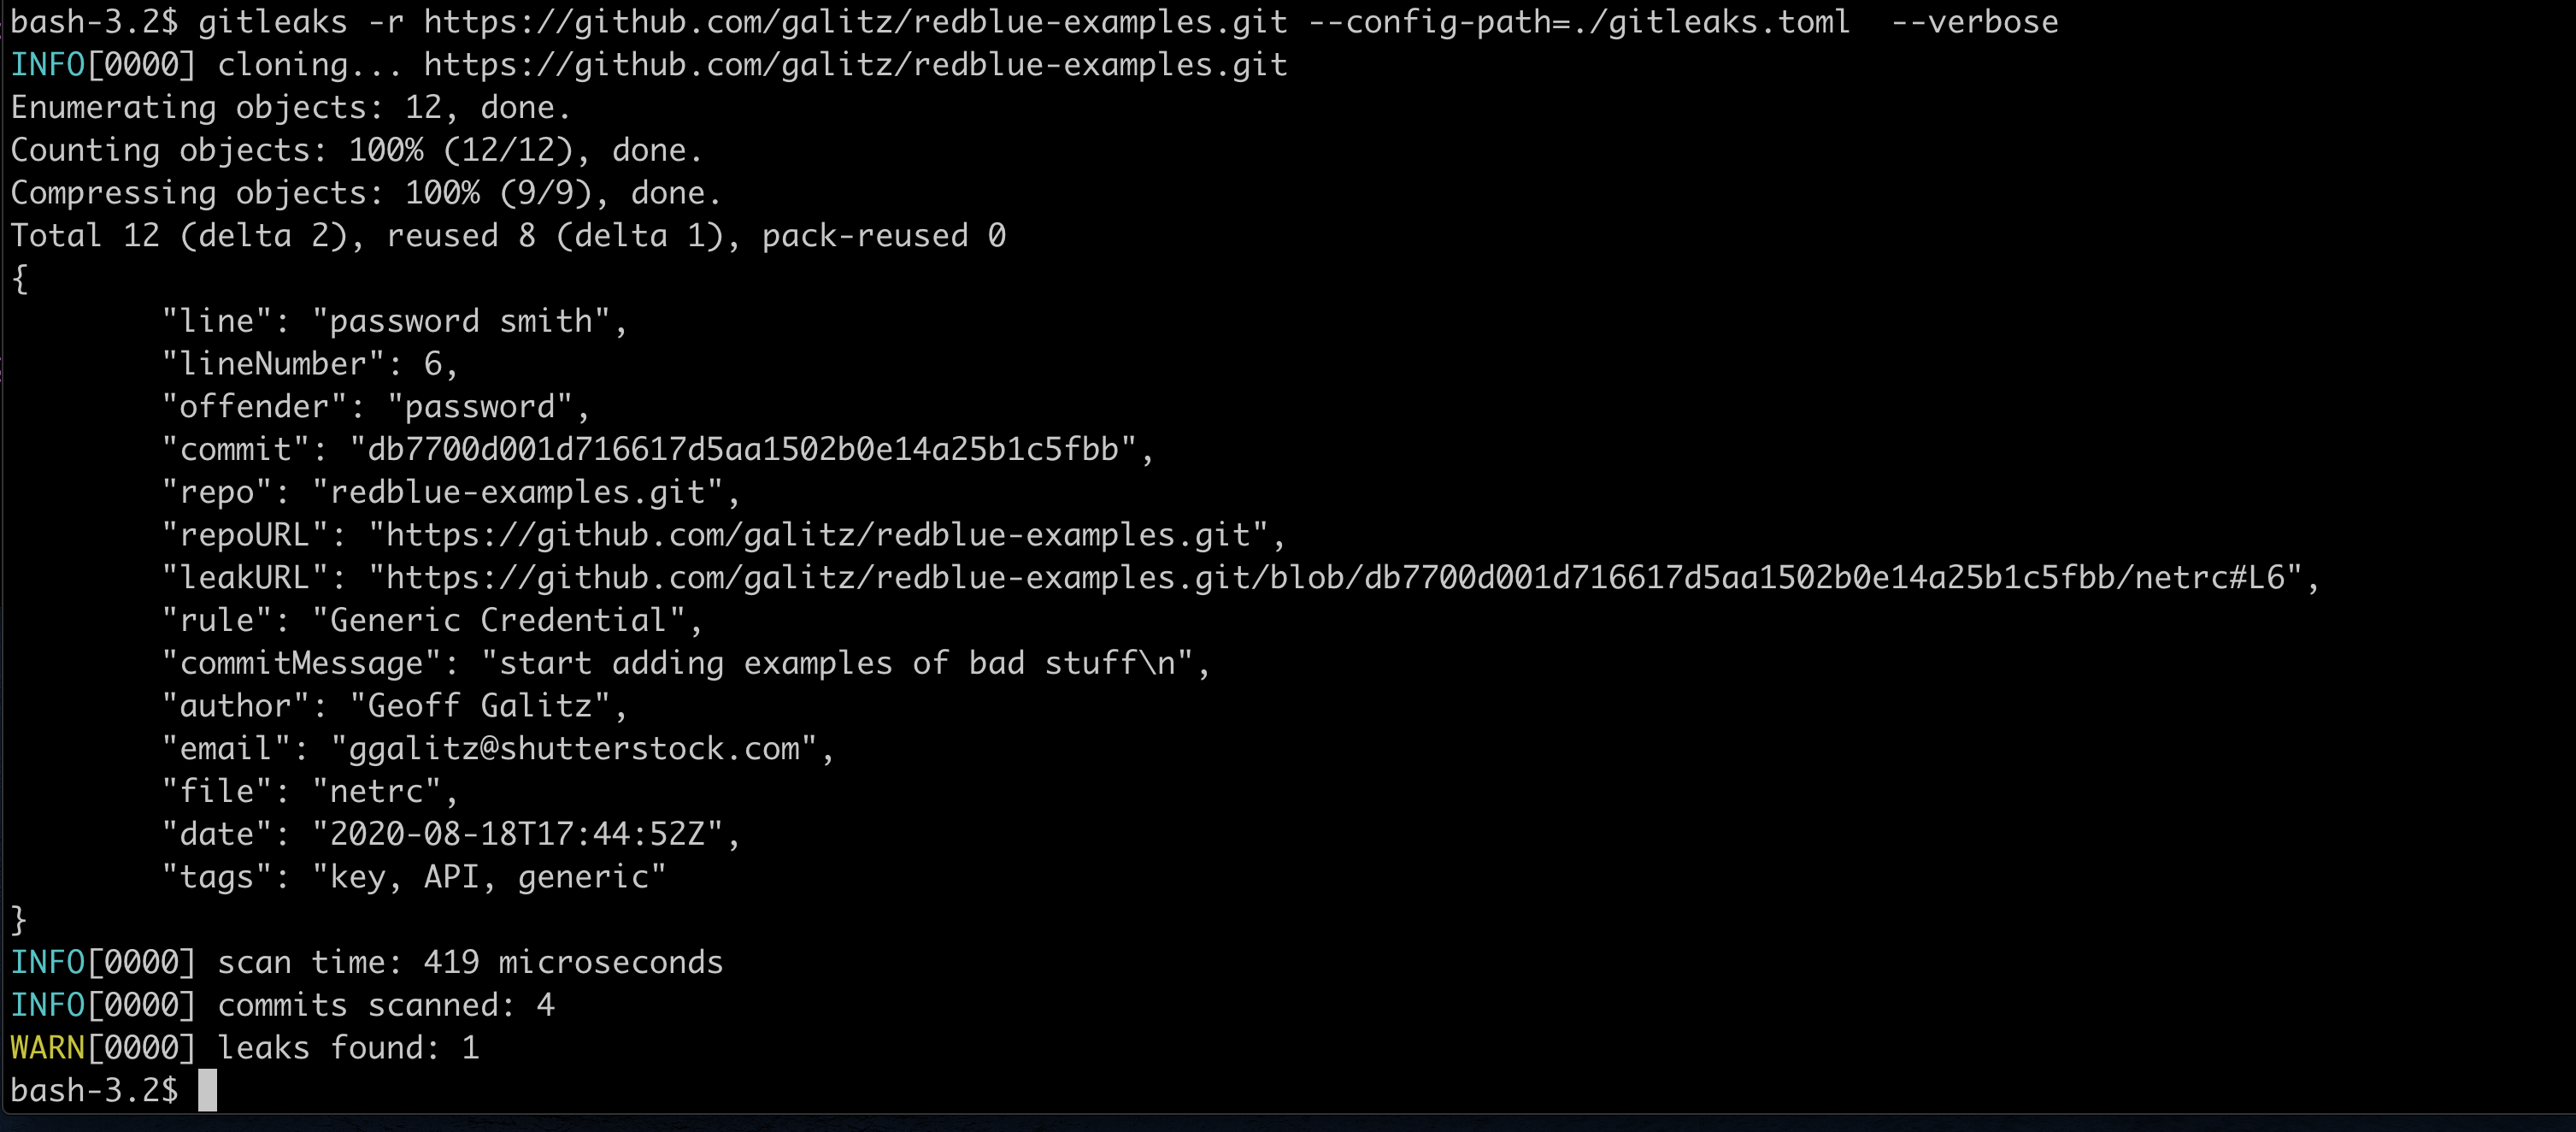 bash-3.2$ gitleaks -r https://github.com/galitz/redblue-examples.git --config-path=./gitleaks.toml  --verbose
INFO[0000] cloning... https://github.com/galitz/redblue-examples.git
Enumerating objects: 12, done.
Counting objects: 100% (12/12), done.
Compressing objects: 100% (9/9), done.
Total 12 (delta 2), reused 8 (delta 1), pack-reused 0
{
        "line": "password smith",
        "lineNumber": 6,
        "offender": "password",
        "commit": "db7700d001d716617d5aa1502b0e14a25b1c5fbb",
        "repo": "redblue-examples.git",
        "repoURL": "https://github.com/galitz/redblue-examples.git",
        "leakURL": "https://github.com/galitz/redblue-examples.git/blob/db7700d001d716617d5aa1502b0e14a25b1c5fbb/netrc#L6",
        "rule": "Generic Credential",
        "commitMessage": "start adding examples of bad stuff\n",
        "author": "Geoff Galitz",
        "email": "ggalitz@shutterstock.com",
        "file": "netrc",
        "date": "2020-08-18T17:44:52Z",
        "tags": "key, API, generic"
}
INFO[0000] scan time: 419 microseconds
INFO[0000] commits scanned: 4
WARN[0000] leaks found: 1
bash-3.2$